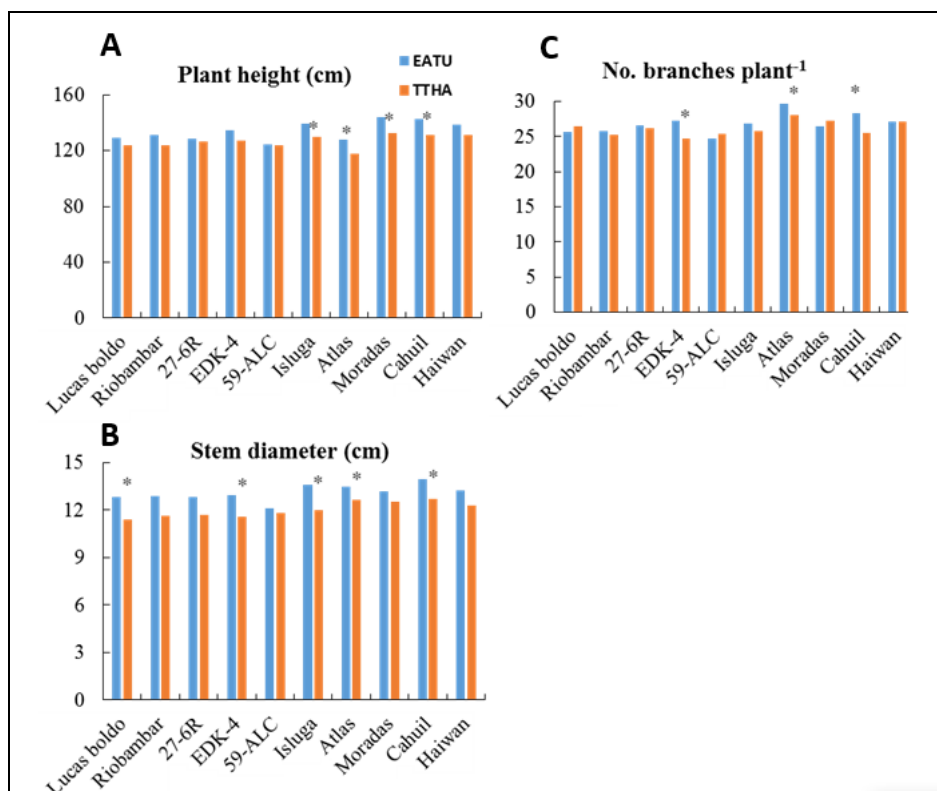 A
Plant height (cm)
EATU
TTHA
160
120
80
40
0
* * * *
Lucas boldo
Riobambar
27-6R
EDK-4
59-ALC
Isluga
Atlas
Moradas
Cahuil
Haiwan
B
Stem diameter (cm)
15
12
9
6
3
0
* * * * *
Lucas boldo
Riobambar
27-6R
EDK-4
59-ALC
Isluga
Atlas
Moradas
Cahuil
Haiwan
C
No. branches plant⁻¹
30
25
20
15
10
5
0
* * *
Lucas boldo
Riobambar
27-6R
EDK-4
59-ALC
Isluga
Atlas
Moradas
Cahuil
Haiwan